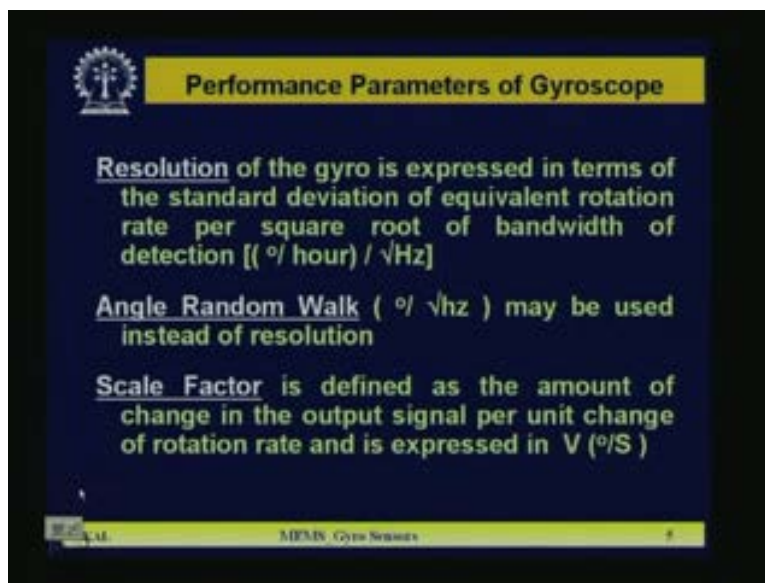 Performance Parameters of Gyroscope
Resolution of the gyro is expressed in terms of
the standard deviation of equivalent rotation
rate per square root of bandwidth of
detection [( º/ hour) / √Hz]
Angle Random Walk ( º/ √hz ) may be used
instead of resolution
Scale Factor is defined as the amount of
change in the output signal per unit change
of rotation rate and is expressed in V (º/S )
MEMS_Gyro Sensors